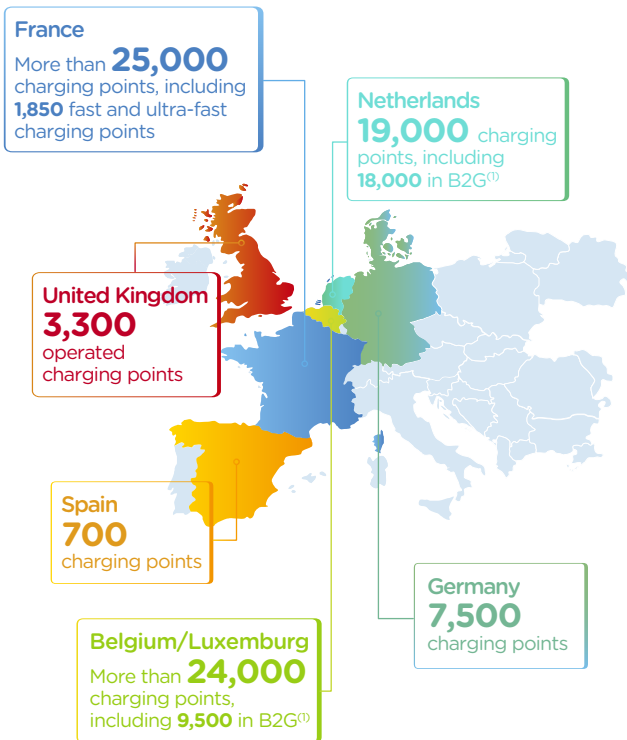 France
More than 25,000
charging points, including
1,850 fast and ultra-fast
charging points
Netherlands
19,000 charging
points, including
18,000 in B2G(1)
United Kingdom
3,300
operated
charging points
Spain
700
charging points
Germany
7,500
charging points
Belgium/Luxemburg
More than 24,000
charging points,
including 9,500 in B2G(1)